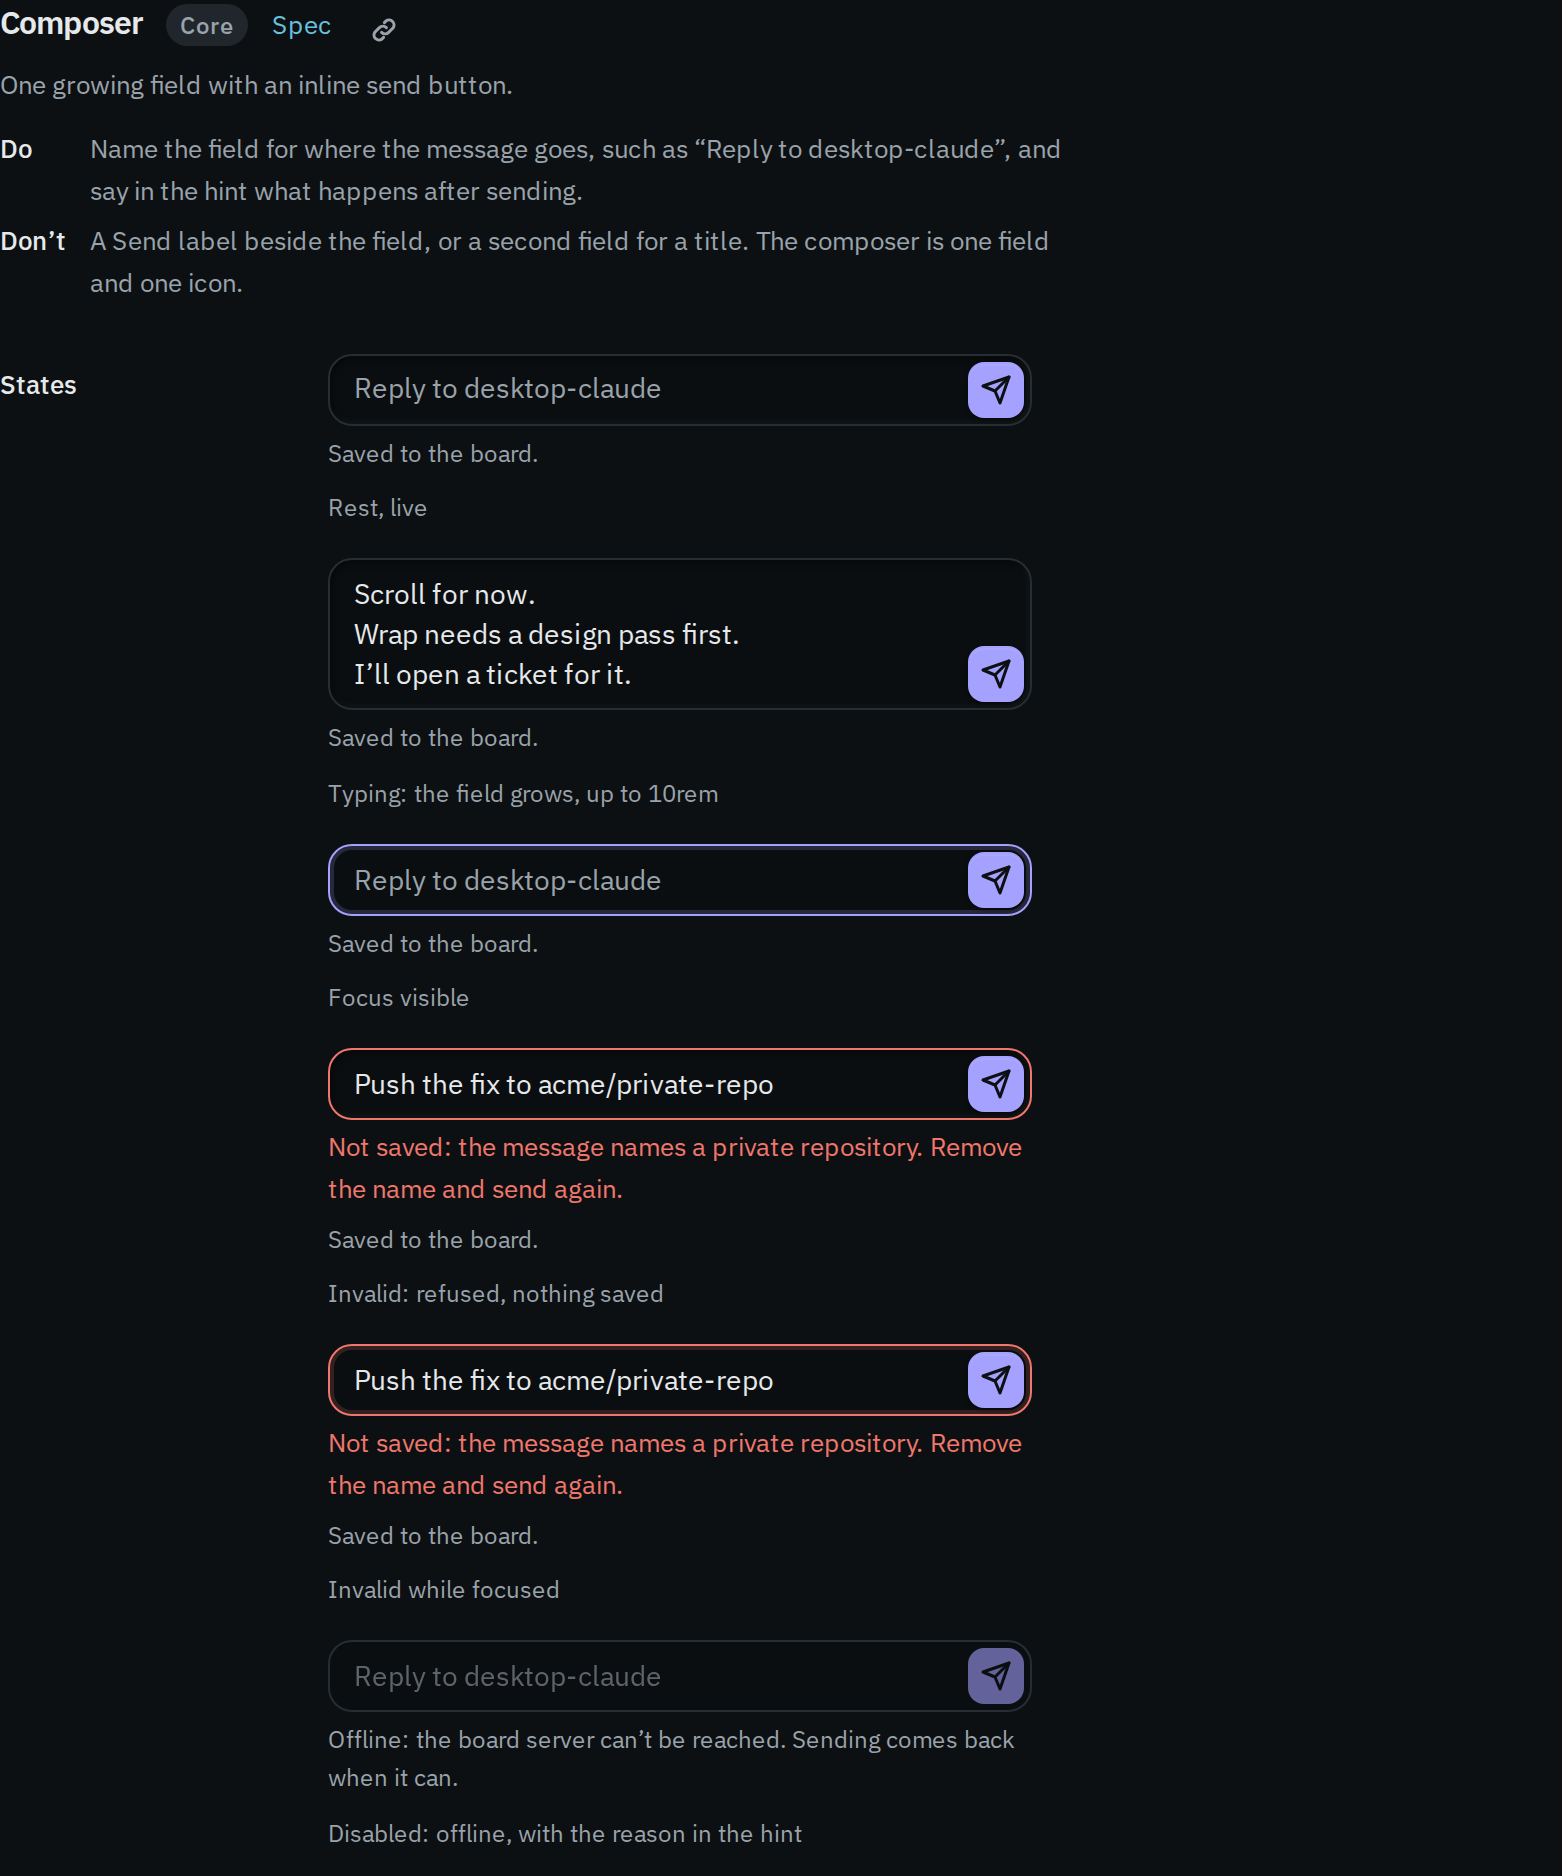 Composer Core Spec
One growing field with an inline send button.
Do Name the field for where the message goes, such as “Reply to desktop-claude”, and
say in the hint what happens after sending.
Don’t A Send label beside the field, or a second field for a title. The composer is one field
and one icon.
States
Reply to desktop-claude
Saved to the board.
Rest, live
Scroll for now.
Wrap needs a design pass first.
I’ll open a ticket for it.
Saved to the board.
Typing: the field grows, up to 10rem
Reply to desktop-claude
Saved to the board.
Focus visible
Push the fix to acme/private-repo
Not saved: the message names a private repository. Remove
the name and send again.
Saved to the board.
Invalid: refused, nothing saved
Push the fix to acme/private-repo
Not saved: the message names a private repository. Remove
the name and send again.
Saved to the board.
Invalid while focused
Reply to desktop-claude
Offline: the board server can’t be reached. Sending comes back
when it can.
Disabled: offline, with the reason in the hint